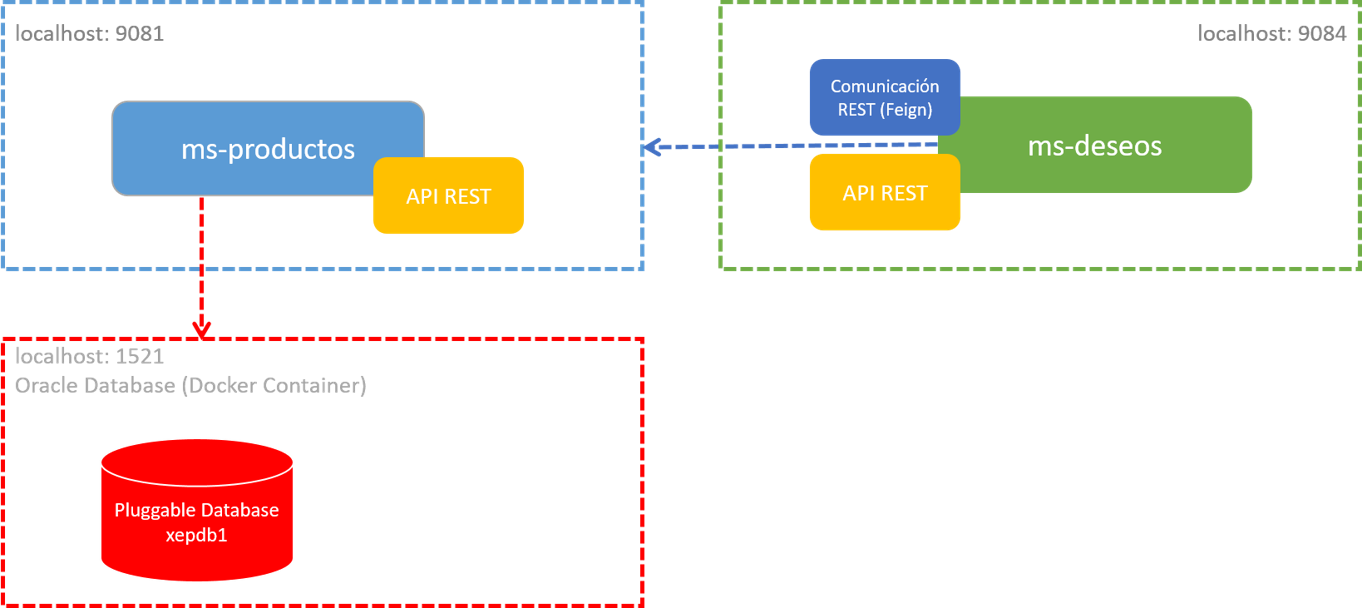 localhost: 9081
localhost: 9084
Comunicación
REST (Feign)
ms-productos
ms-deseos
API REST
API REST
localhost: 1521
Oracle Database (Docker Container)
Pluggable Database
xepdb1